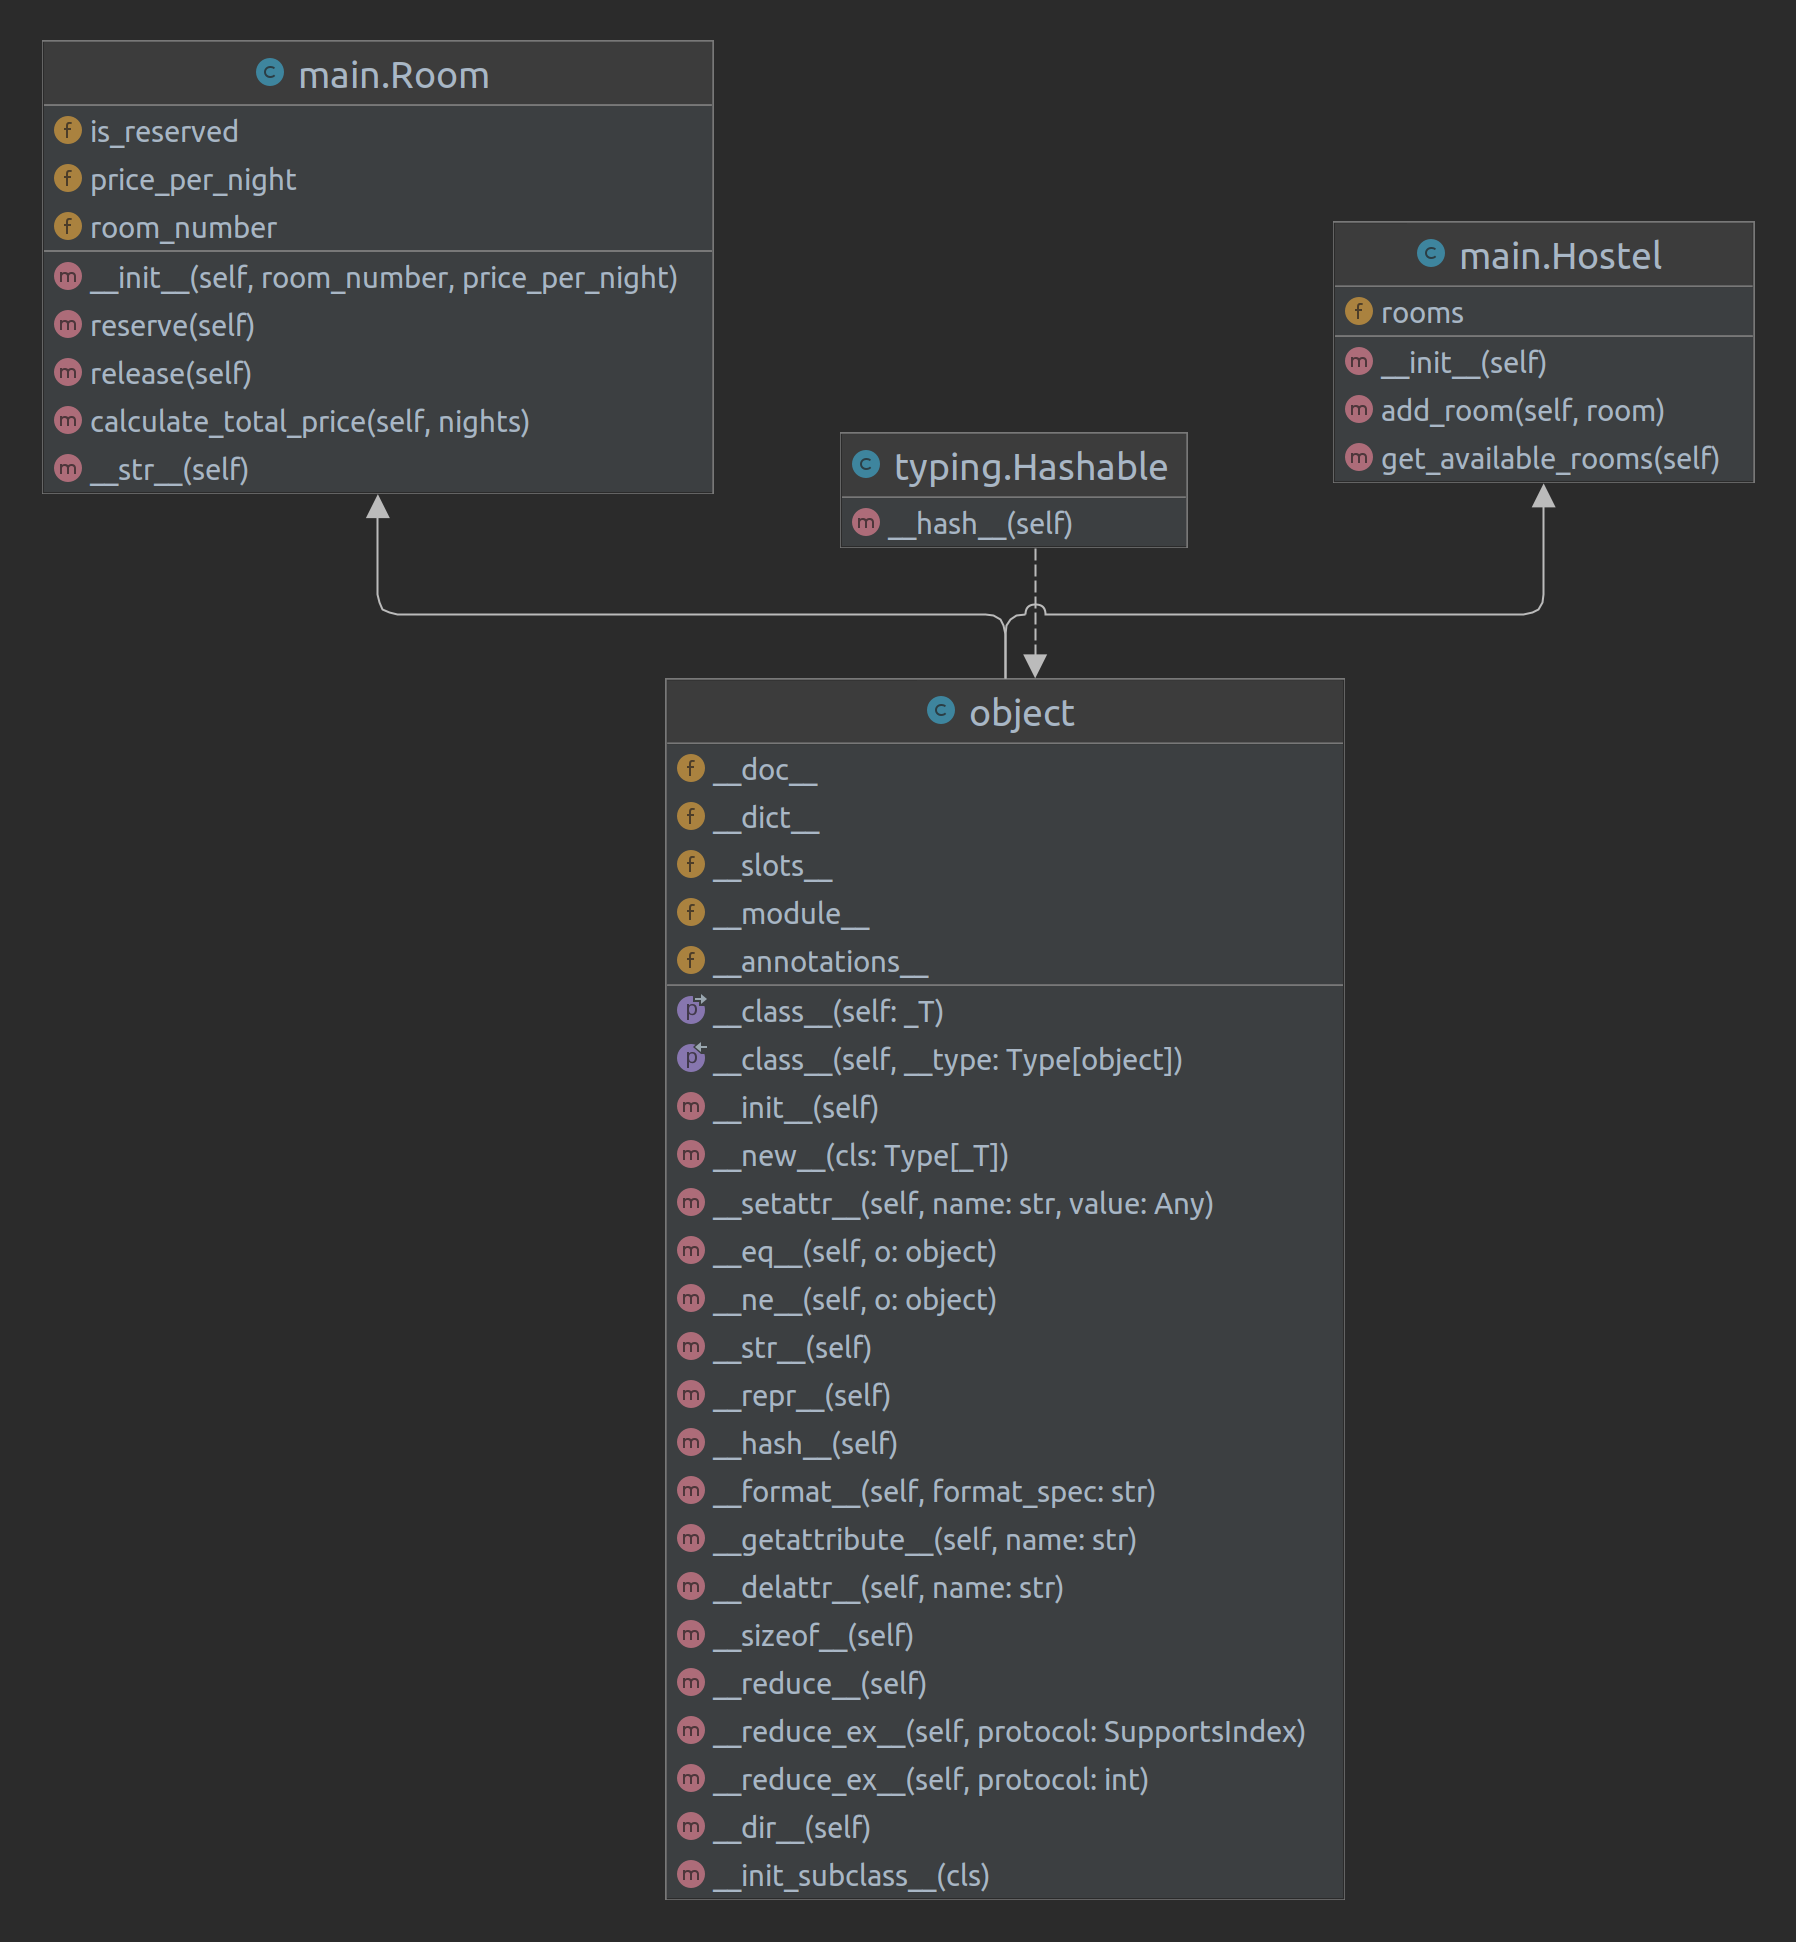 main.Room
is_reserved
price_per_night
room_number
__init__(self, room_number, price_per_night)
reserve(self)
release(self)
calculate_total_price(self, nights)
__str__(self)
main.Hostel
rooms
__init__(self)
add_room(self, room)
get_available_rooms(self)
typing.Hashable
__hash__(self)
object
__doc__
__dict__
__slots__
__module__
__annotations__
__class__(self: _T)
__class__(self, __type: Type[object])
__init__(self)
__new__(cls: Type[_T])
__setattr__(self, name: str, value: Any)
__eq__(self, o: object)
__ne__(self, o: object)
__str__(self)
__repr__(self)
__hash__(self)
__format__(self, format_spec: str)
__getattribute__(self, name: str)
__delattr__(self, name: str)
__sizeof__(self)
__reduce__(self)
__reduce_ex__(self, protocol: SupportsIndex)
__reduce_ex__(self, protocol: int)
__dir__(self)
__init_subclass__(cls)